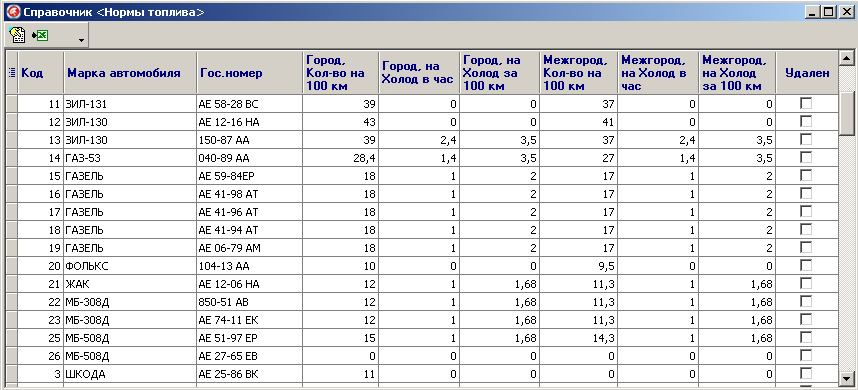 Справочник <Нормы топлива>
Код Марка автомобиля Гос.номер Город, Кол-во на 100 км Город, на Холод в час Город, на Холод за 100 км Межгород, Кол-во на 100 км Межгород, на Холод в час Межгород, на Холод за 100 км Удален
11 ЗИЛ-131 АЕ 58-28 ВС 39 0 0 37 0 0
12 ЗИЛ-130 АЕ 12-16 НА 43 0 0 41 0 0
13 ЗИЛ-130 150-87 АА 39 2,4 3,5 37 2,4 3,5
14 ГАЗ-53 040-89 АА 28,4 1,4 3,5 27 1,4 3,5
15 ГАЗЕЛЬ АЕ 59-84ЕР 18 1 2 17 1 2
16 ГАЗЕЛЬ АЕ 41-98 АТ 18 1 2 17 1 2
17 ГАЗЕЛЬ АЕ 41-96 АТ 18 1 2 17 1 2
18 ГАЗЕЛЬ АЕ 41-94 АТ 18 1 2 17 1 2
19 ГАЗЕЛЬ АЕ 06-79 АМ 18 1 2 17 1 2
20 ФОЛЬКС 104-13 АА 10 0 0 9,5 0 0
21 ЖАК АЕ 12-06 НА 12 1 1,68 11,3 1 1,68
22 МБ-308Д 850-51 АВ 12 1 1,68 11,3 1 1,68
23 МБ-308Д АЕ 74-11 ЕК 12 1 1,68 11,3 1 1,68
25 МБ-508Д АЕ 51-97 ЕР 15 1 1,68 14,3 1 1,68
26 МБ-508Д АЕ 27-65 ЕВ 0 0 0 0 0 0
3 ШКОДА АЕ 25-86 ВК 11 0 0 0 0 0